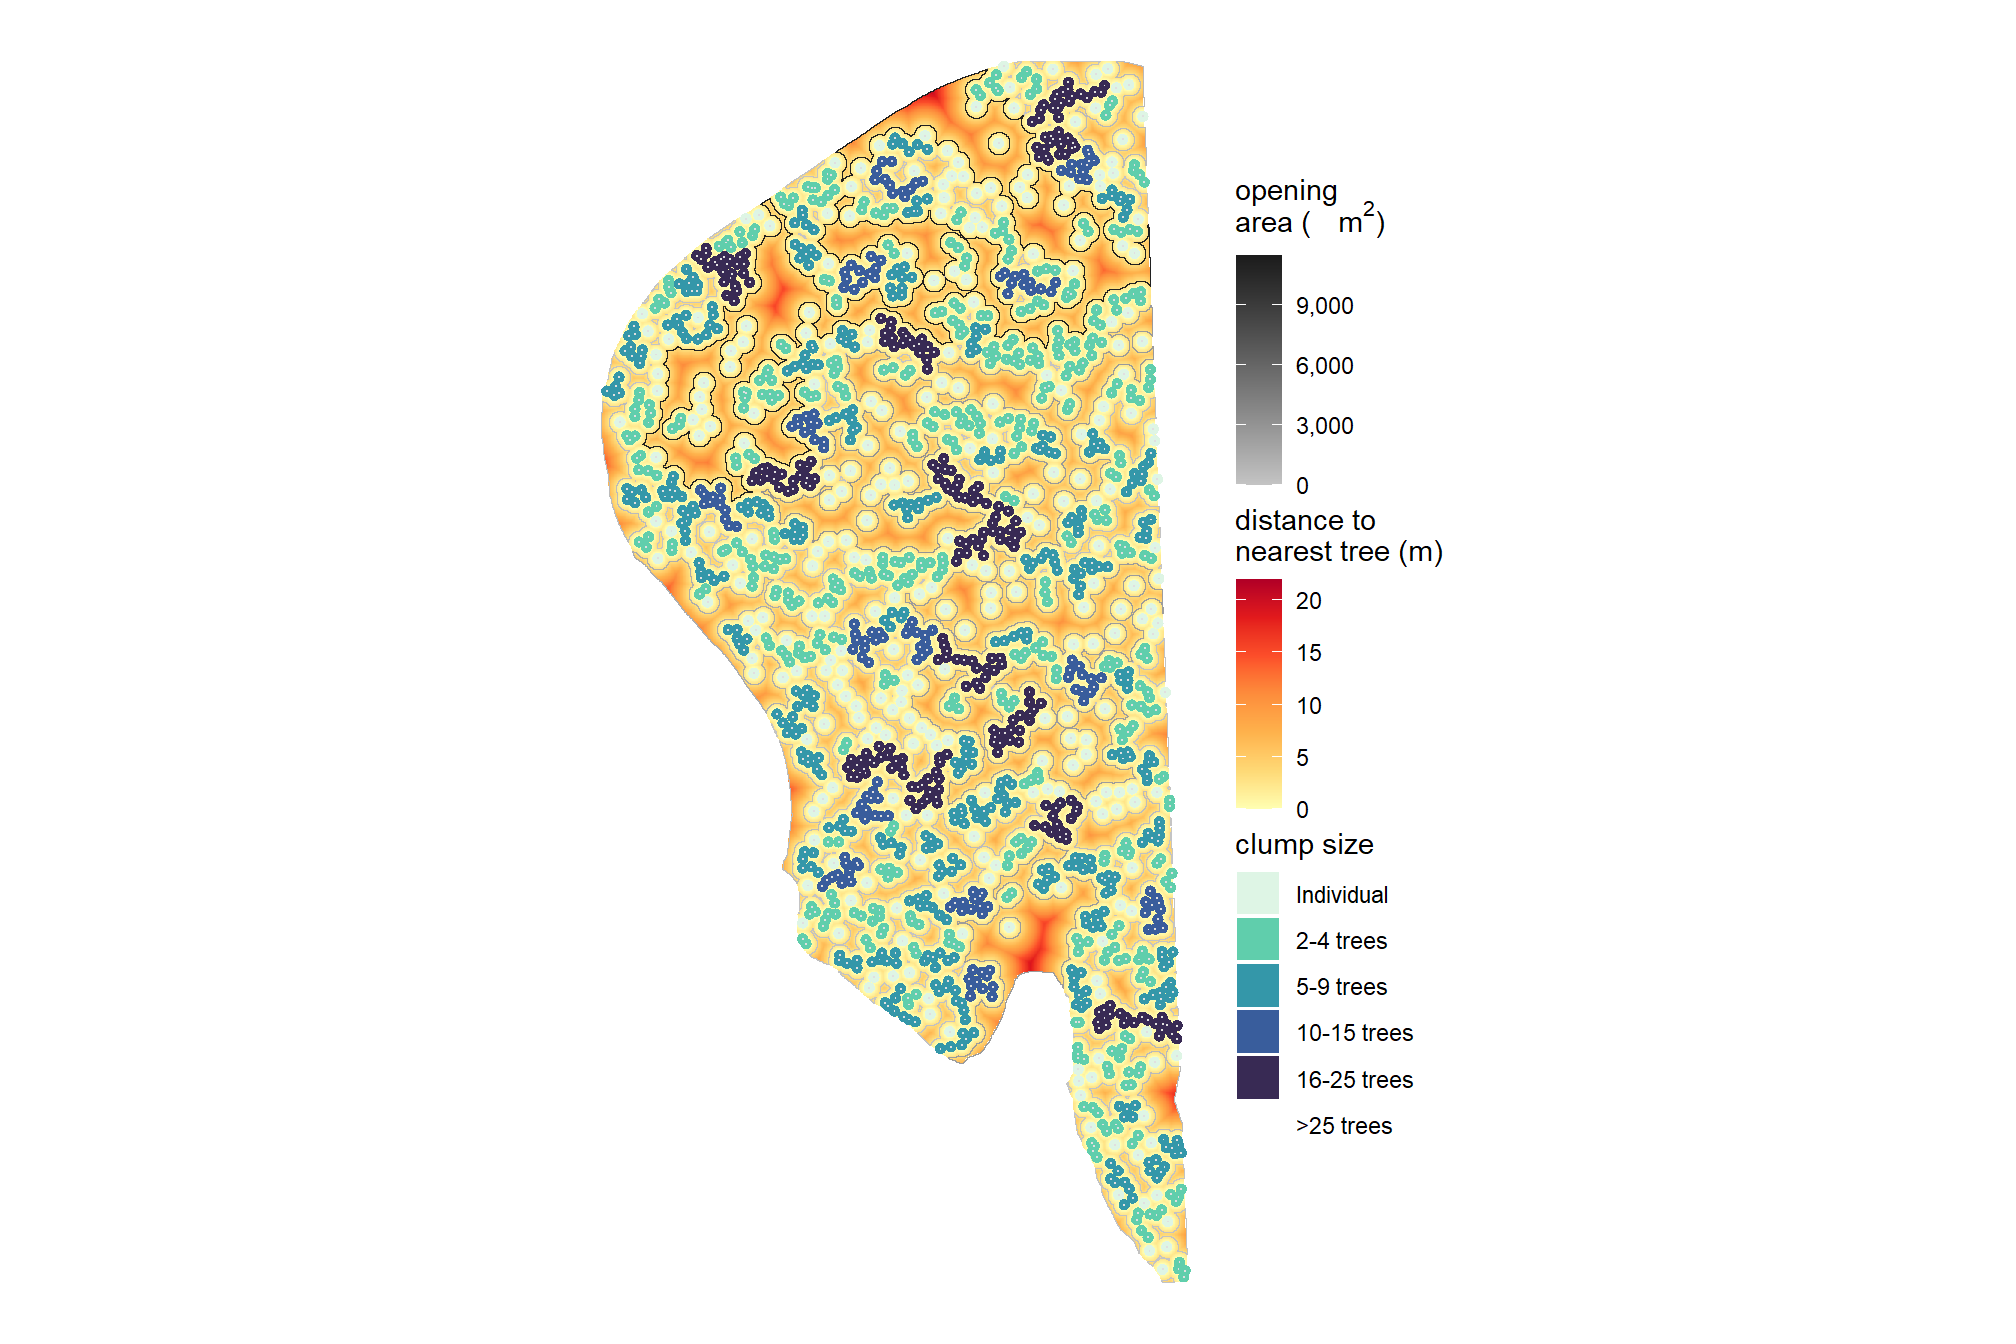 opening
area ( m²)
9,000
6,000
3,000
0
distance to
nearest tree (m)
20
15
10
5
0
clump size
Individual
2-4 trees
5-9 trees
10-15 trees
16-25 trees
>25 trees